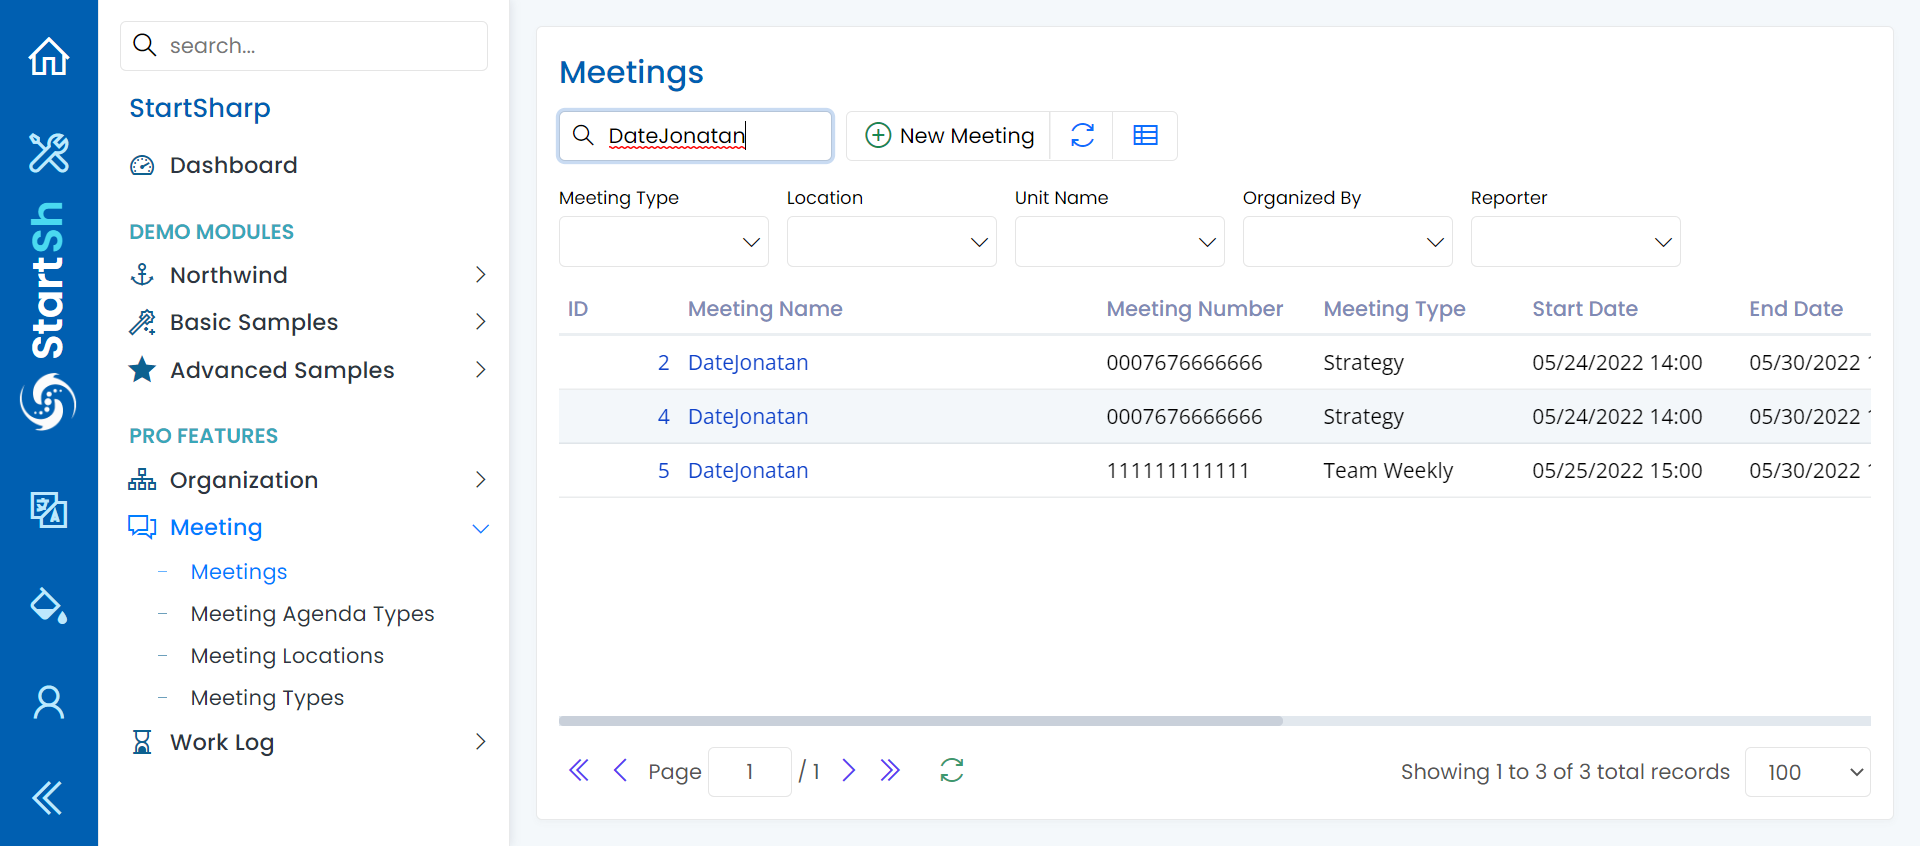 search...
StartSharp
Dashboard
DEMO MODULES
Northwind
Basic Samples
Advanced Samples
PRO FEATURES
Organization
Meeting
Meetings
Meeting Agenda Types
Meeting Locations
Meeting Types
Work Log
StartSh
Meetings
DateJonatan
New Meeting
Meeting Type Location Unit Name Organized By Reporter
ID Meeting Name Meeting Number Meeting Type Start Date End Date
2 DateJonatan 0007676666666 Strategy 05/24/2022 14:00 05/30/2022
4 DateJonatan 0007676666666 Strategy 05/24/2022 14:00 05/30/2022
5 DateJonatan 111111111111 Team Weekly 05/25/2022 15:00 05/30/2022
Page 1 / 1
Showing 1 to 3 of 3 total records 100